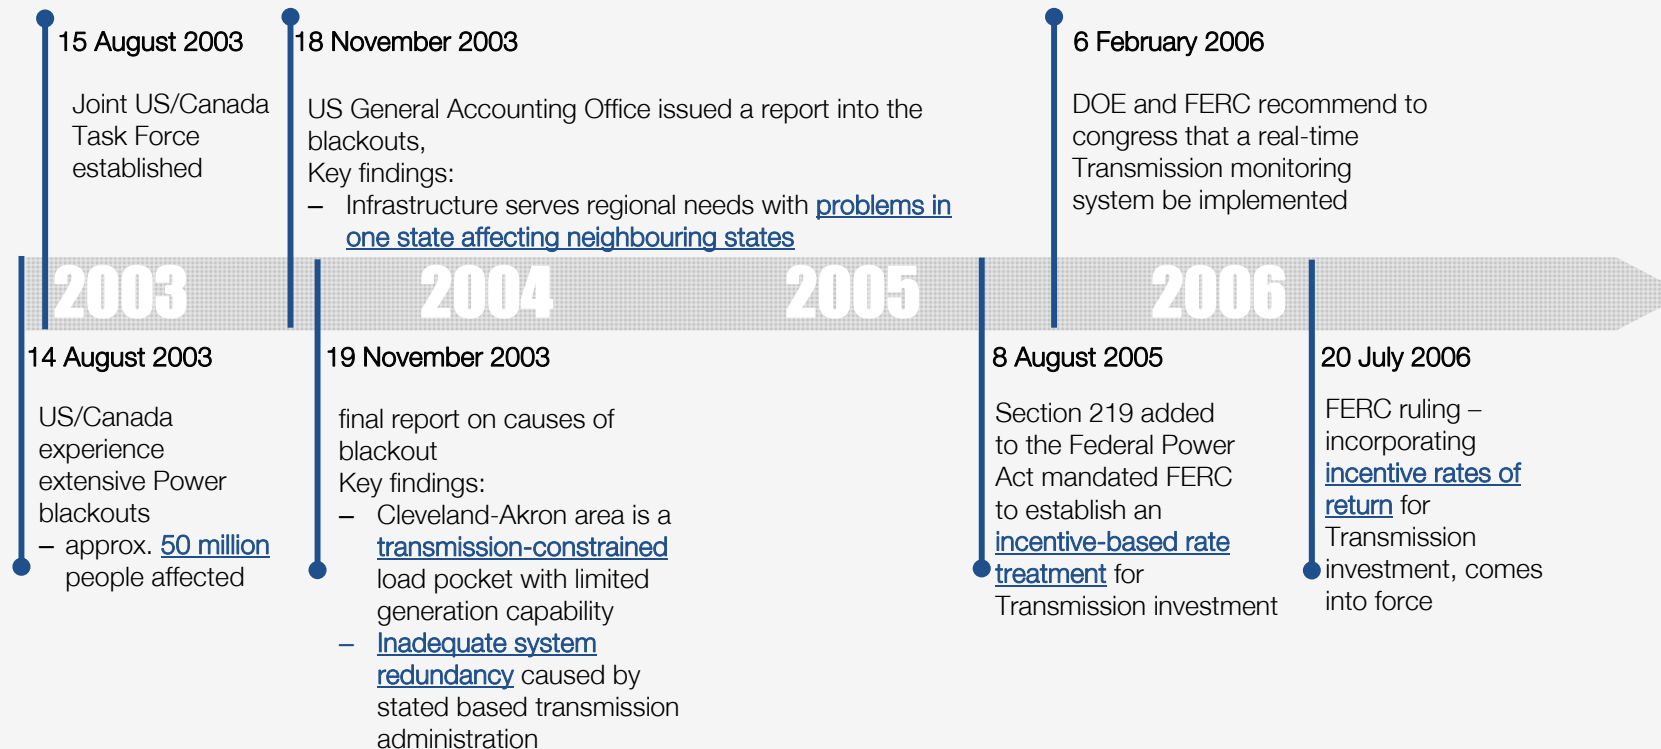 15 August 2003
Joint US/Canada
Task Force
established
18 November 2003
US General Accounting Office issued a report into the
blackouts,
Key findings:
– Infrastructure serves regional needs with problems in
one state affecting neighbouring states
6 February 2006
DOE and FERC recommend to
congress that a real-time
Transmission monitoring
system be implemented
2003 2004 2005 2006
14 August 2003
US/Canada
experience
extensive Power
blackouts
– approx. 50 million
people affected
19 November 2003
final report on causes of
blackout
Key findings:
– Cleveland-Akron area is a
transmission-constrained
load pocket with limited
generation capability
– Inadequate system
redundancy caused by
stated based transmission
administration
8 August 2005
Section 219 added
to the Federal Power
Act mandated FERC
to establish an
incentive-based rate
treatment for
Transmission investment
20 July 2006
FERC ruling –
incorporating
incentive rates of
return for
Transmission
investment, comes
into force